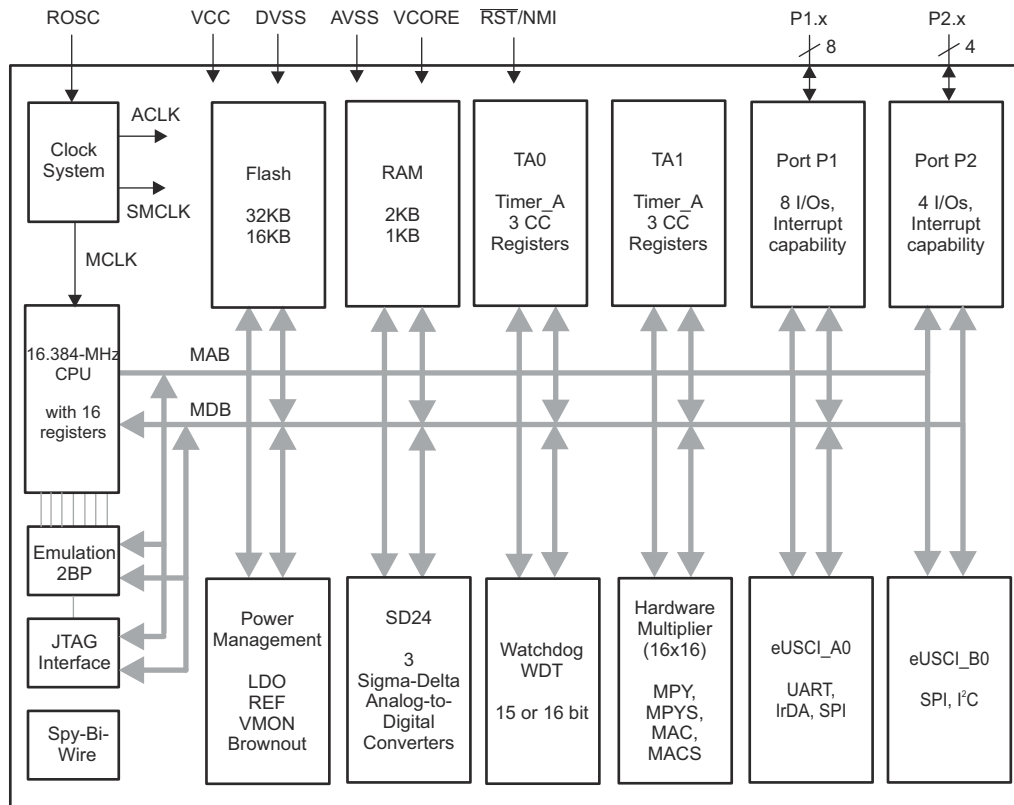 ROSC
VCC
DVSS
AVSS
VCORE
RST/NMI
P1.x
P2.x
8
4
Clock
System
ACLK
SMCLK
MCLK
Flash
32KB
16KB
RAM
2KB
1KB
TA0
Timer_A
3 CC
Registers
TA1
Timer_A
3 CC
Registers
Port P1
8 I/Os,
Interrupt
capability
Port P2
4 I/Os,
Interrupt
capability
16.384-MHz
CPU
with 16
registers
MAB
MDB
Emulation
2BP
JTAG
Interface
Spy-Bi-
Wire
Power
Management
LDO
REF
VMON
Brownout
SD24
3
Sigma-Delta
Analog-to-
Digital
Converters
Watchdog
WDT
15 or 16 bit
Hardware
Multiplier
(16x16)
MPY,
MPYS,
MAC,
MACS
eUSCI_A0
UART,
IrDA, SPI
eUSCI_B0
SPI, I²C